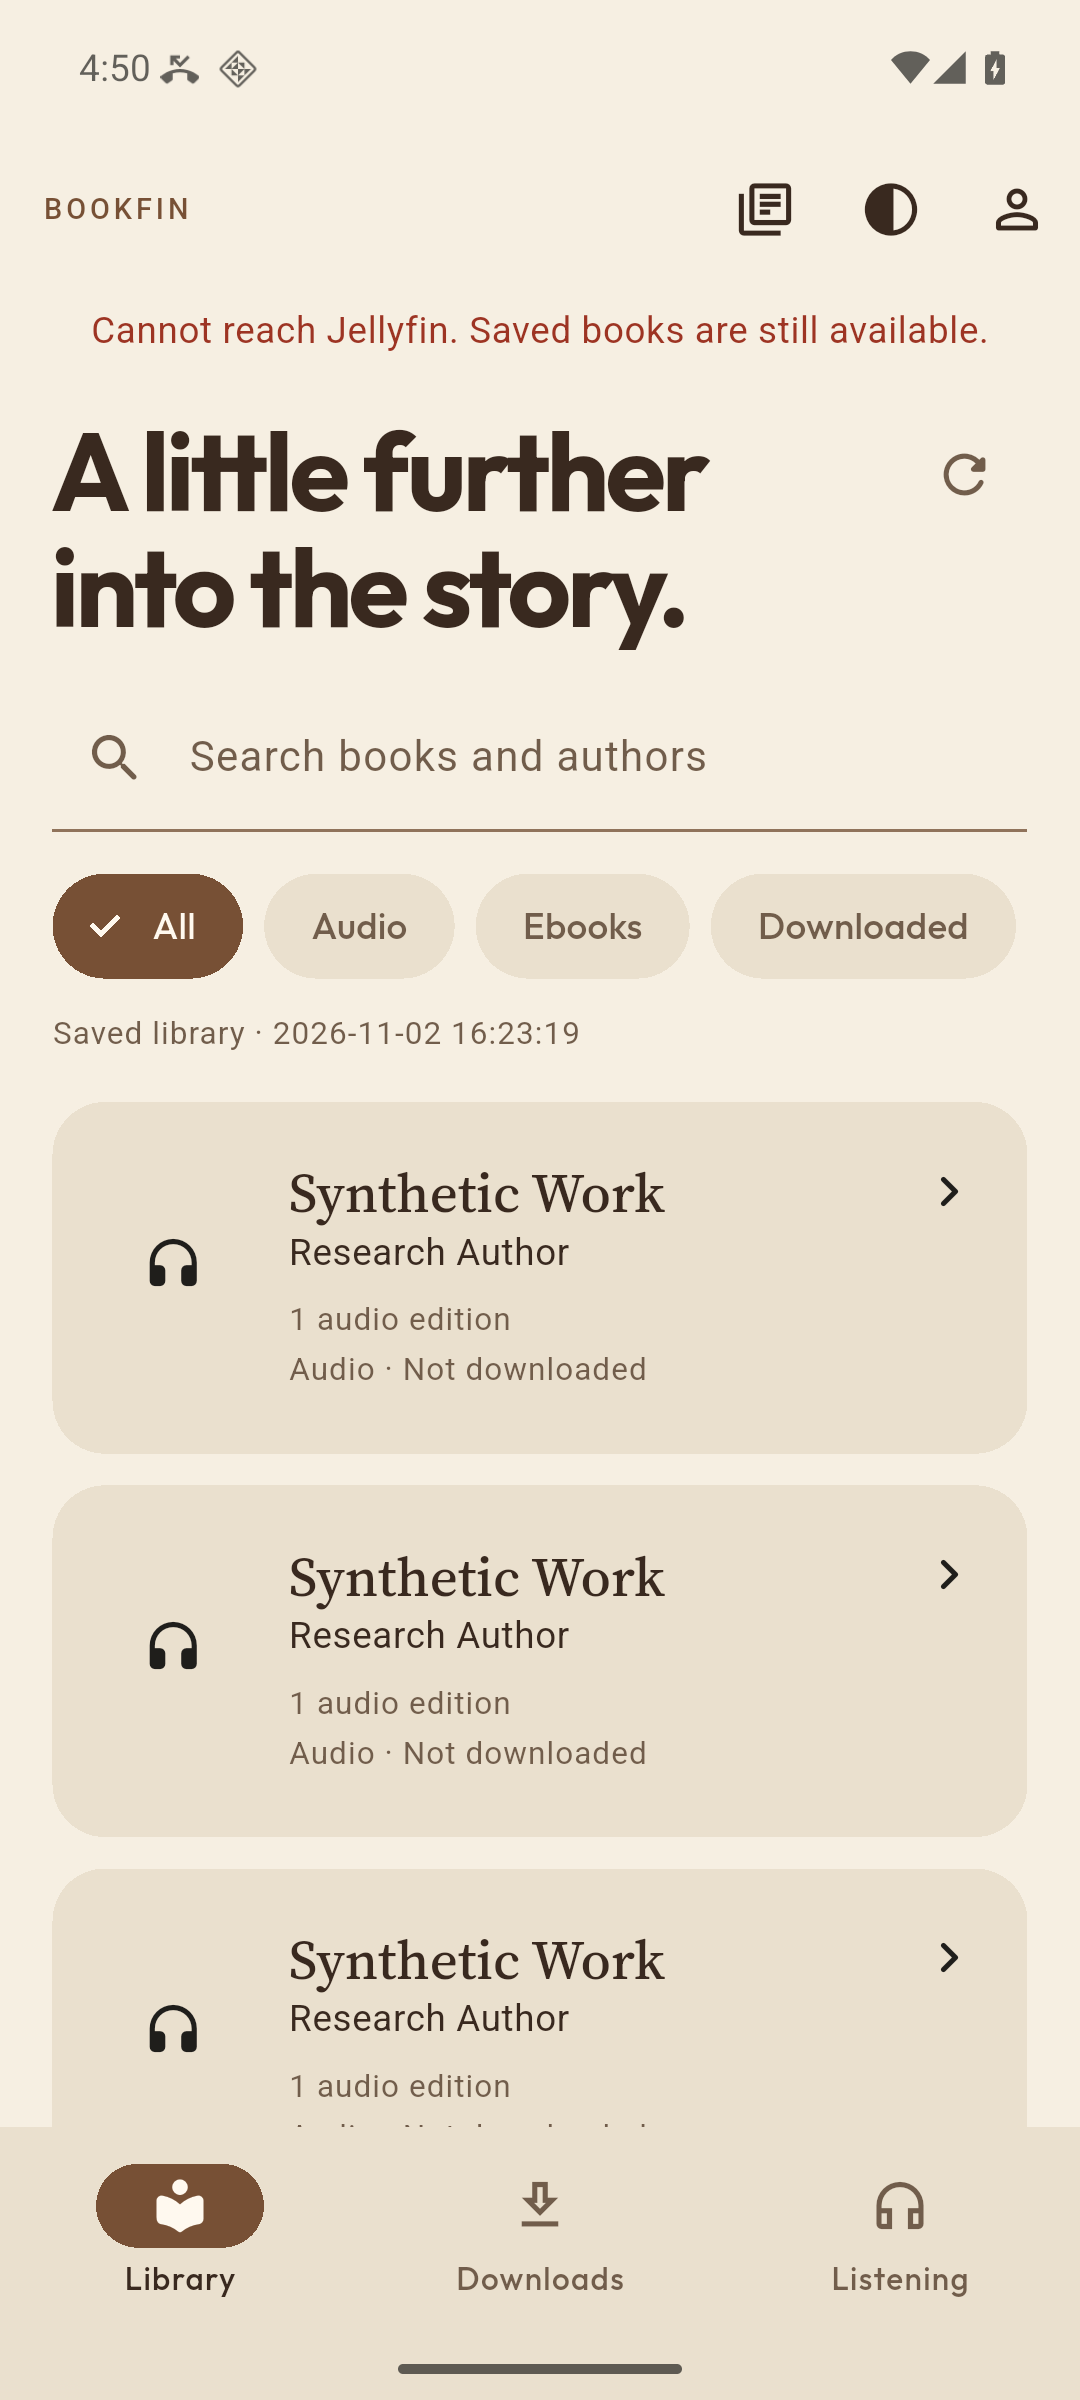 4:50
BOOKFIN
Cannot reach Jellyfin. Saved books are still available.
A little further
into the story.
Search books and authors
All
Audio
Ebooks
Downloaded
Saved library · 2026-11-02 16:23:19
Synthetic Work
Research Author
1 audio edition
Audio · Not downloaded
Synthetic Work
Research Author
1 audio edition
Audio · Not downloaded
Synthetic Work
Research Author
1 audio edition
Library
Downloads
Listening